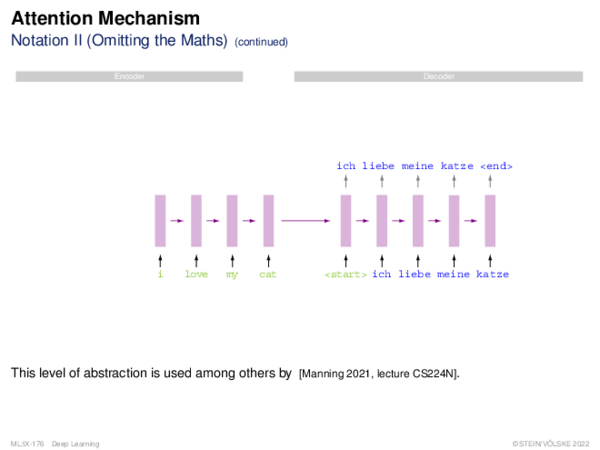 Attention Mechanism
Notation II (Omitting the Maths) (continued)
Encoder
Decoder
ich liebe meine katze <end>
i love my cat <start> ich liebe meine katze
This level of abstraction is used among others by [Manning 2021, lecture CS224N].
ML:IX-176 Deep Learning
©STEIN/VÖLSKE 2022